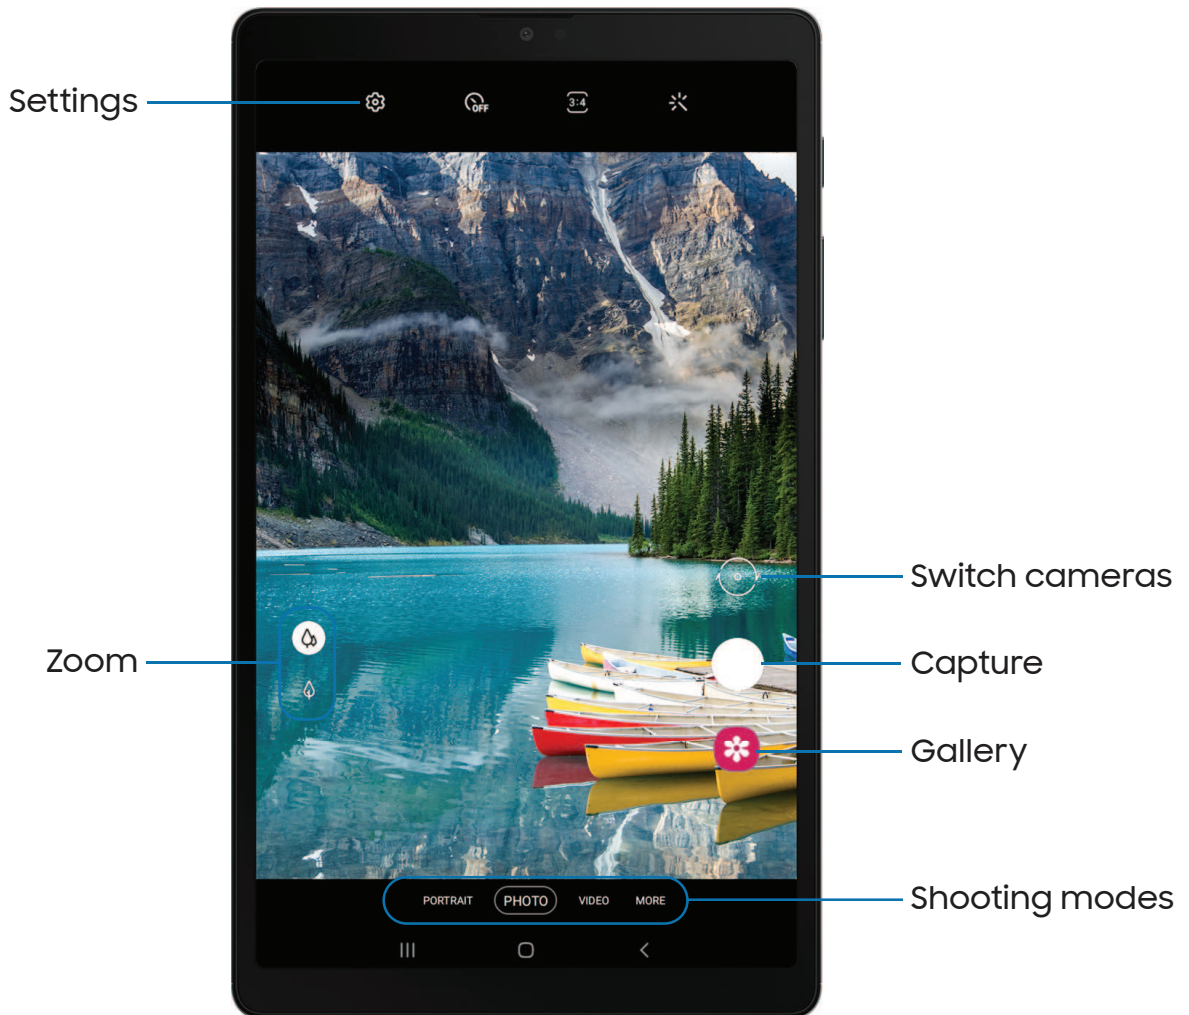 Settings
OFF
3:4
Switch cameras
Zoom
Capture
Gallery
PORTRAIT PHOTO VIDEO MORE
Shooting modes